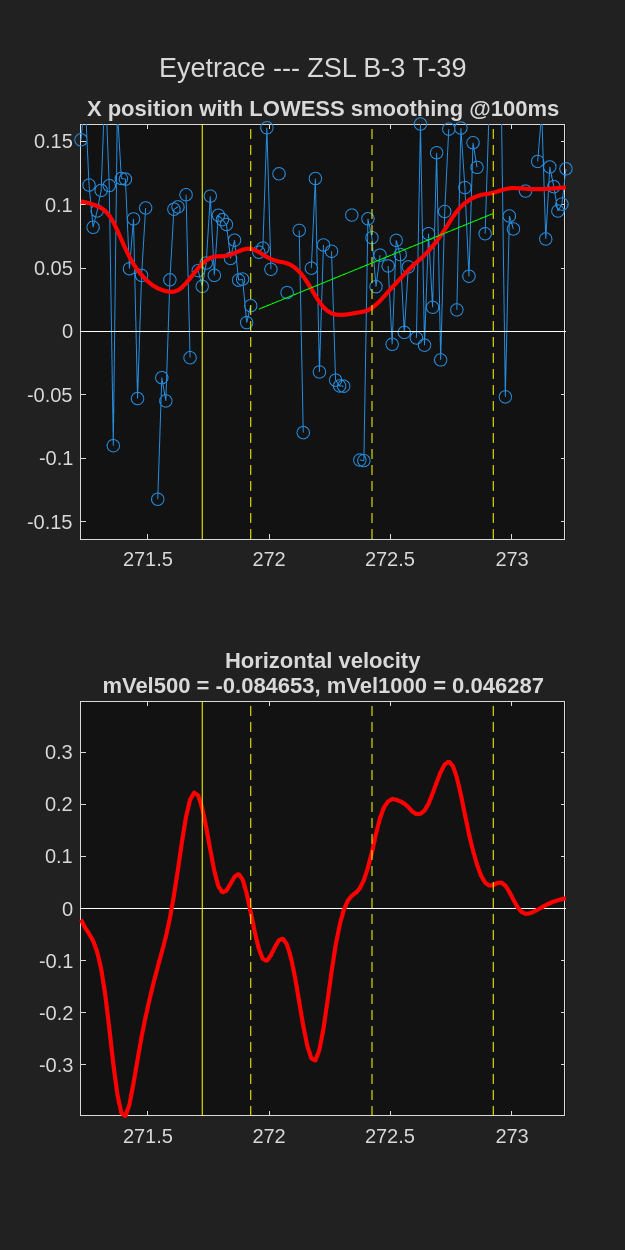 Eyetrace --- ZSL B-3 T-39
X position with LOWESS smoothing @100ms
0.15
0.1
0.05
0
-0.05
-0.1
-0.15
271.5 272 272.5 273
Horizontal velocity
mVel500 = -0.084653, mVel1000 = 0.046287
0.3
0.2
0.1
0
-0.1
-0.2
-0.3
271.5 272 272.5 273